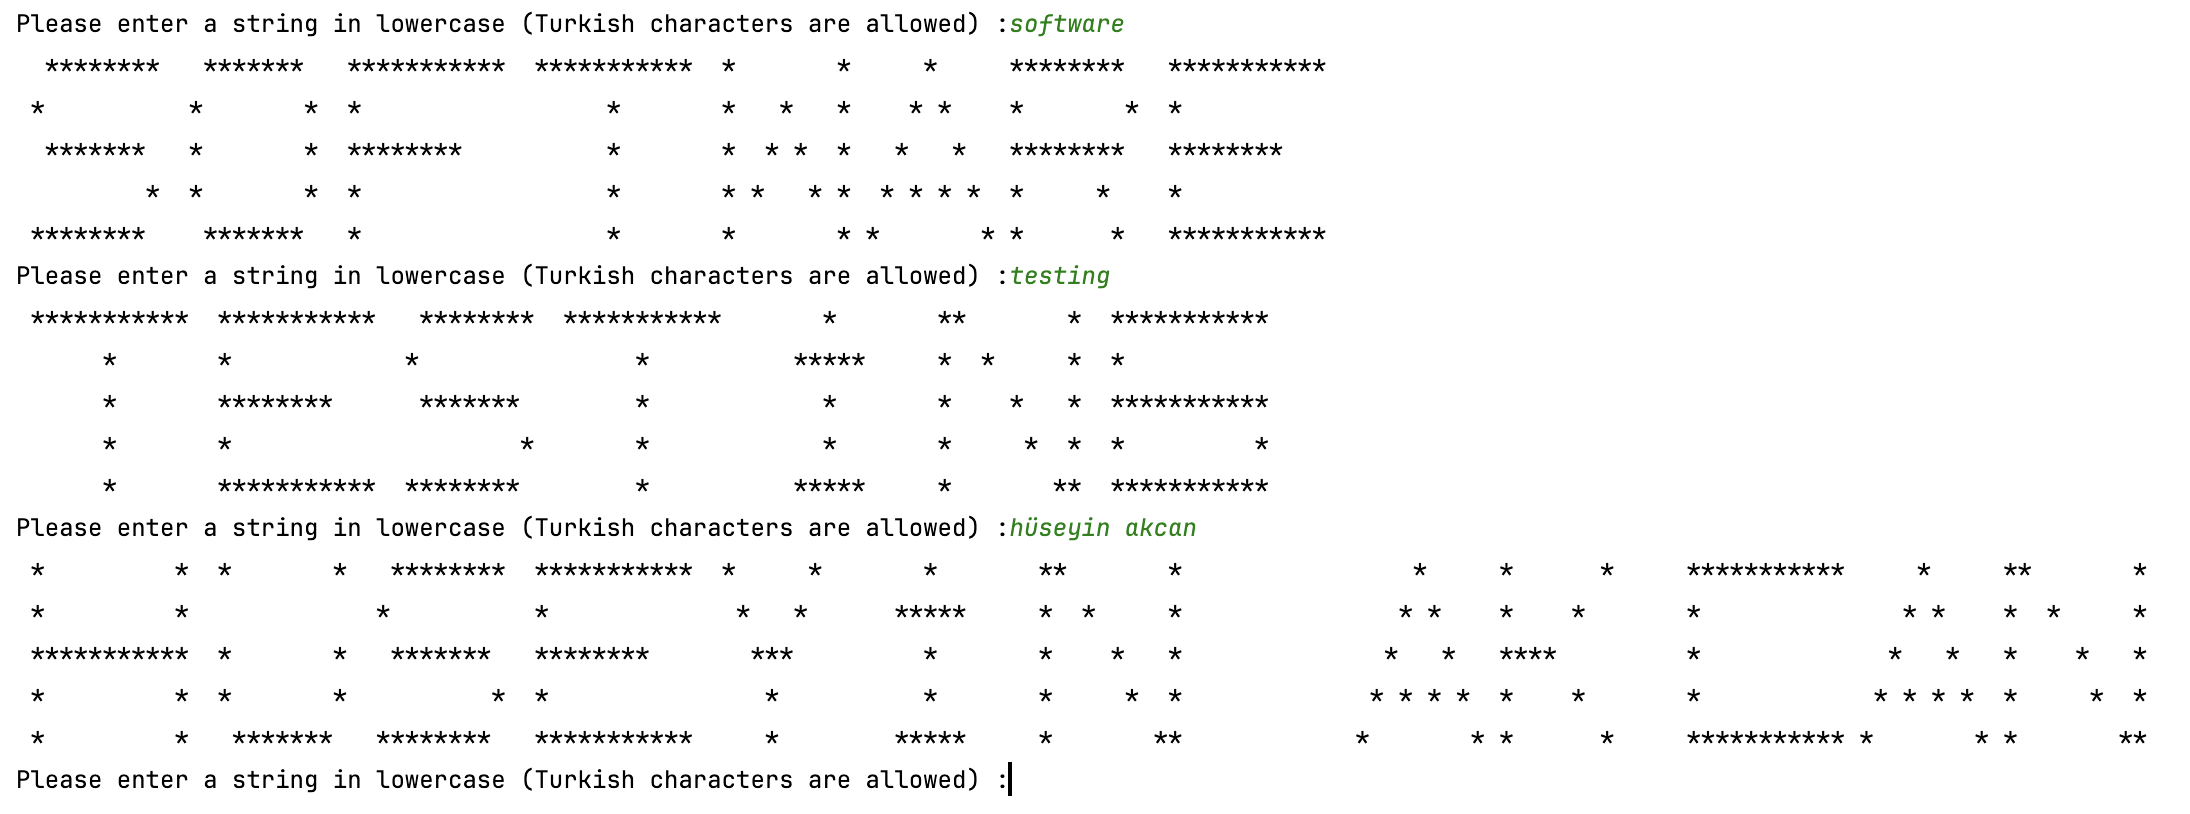 Please enter a string in lowercase (Turkish characters are allowed) :software
  ********   *******   ***********  ***********  *       *     *     ********   ***********
 *          *       *  *                 *       *   *   *    * *    *       *  *
  *******   *       *  ********          *       *  * *  *   *   *   ********   ********
         *  *       *  *                 *       * *   * *  * * * *  *     *    *
 ********    *******   *                 *       *       * *       * *      *   ***********
Please enter a string in lowercase (Turkish characters are allowed) :testing
 ***********  ***********   ********  ***********       *       **       *  ***********
      *       *            *               *          *****     *  *     *  *
      *       ********      *******        *            *       *    *   *  ***********
      *       *                    *       *            *       *     *  *  *         *
      *       ***********  ********        *          *****     *       **  ***********
Please enter a string in lowercase (Turkish characters are allowed) :hüseyin akcan
 *         *  *       *   ********  ***********  *     *       *       **       *                *     *      *     ***********     *     **       *
 *         *             *          *             *   *      *****     *  *     *               * *    *    *       *              * *    *  *     *
 ***********  *       *   *******   ********       ***         *       *    *   *              *   *   ****         *             *   *   *    *   *
 *         *  *       *          *  *               *          *       *     *  *             * * * *  *    *       *            * * * *  *     *  *
 *         *   *******   ********   ***********     *        *****     *       **            *       * *      *     *********** *       * *       **
Please enter a string in lowercase (Turkish characters are allowed) :